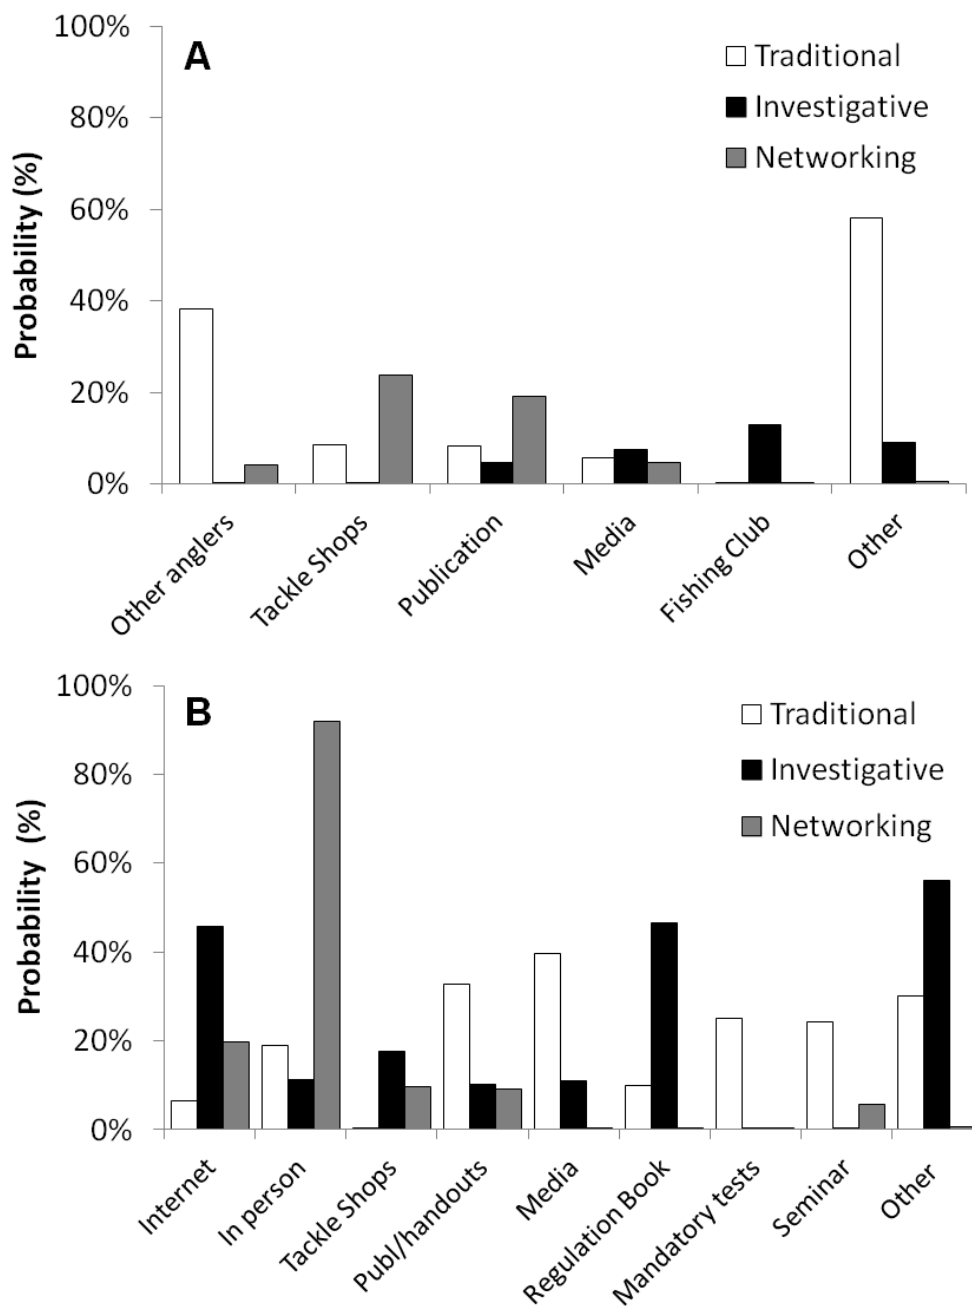 100%
A
Traditional
Investigative
Networking
80%
60%
40%
20%
0%
Probability (%)
Other anglers
Tackle Shops
Publication
Media
Fishing Club
Other
100%
B
Traditional
Investigative
Networking
80%
60%
40%
20%
0%
Probability (%)
Internet
In person
Tackle Shops
Publ/handouts
Media
Regulation Book
Mandatory tests
Seminar
Other